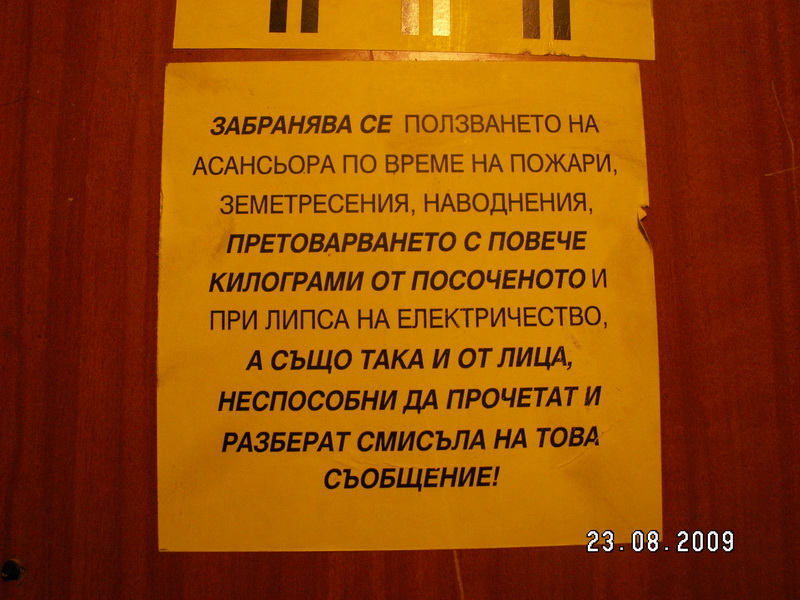 ЗАБРАНЯВА СЕ ПОЛЗВАНЕТО НА
АСАНСЬОРА ПО ВРЕМЕ НА ПОЖАРИ,
ЗЕМЕТРЕСЕНИЯ, НАВОДНЕНИЯ,
ПРЕТОВАРВАНЕТО С ПОВЕЧЕ
КИЛОГРАМИ ОТ ПОСОЧЕНОТО И
ПРИ ЛИПСА НА ЕЛЕКТРИЧЕСТВО,
А СЪЩО ТАКА И ОТ ЛИЦА,
НЕСПОСОБНИ ДА ПРОЧЕТАТ И
РАЗБЕРАТ СМИСЪЛА НА ТОВА
СЪОБЩЕНИЕ!
23.08.2009